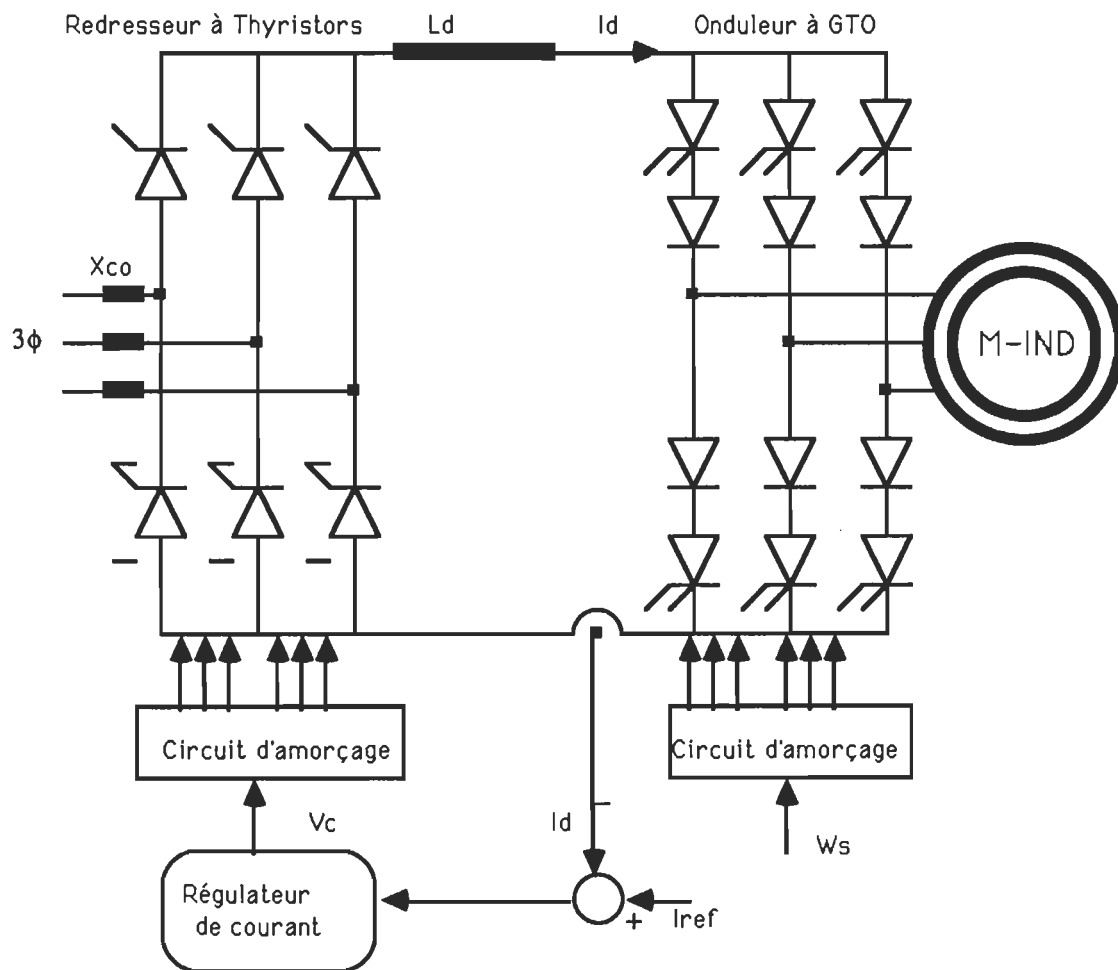 Redresseur à Thyristors
Ld
Id
Onduleur à GTO
Xco
3ϕ
M-IND
Circuit d'amorçage
Circuit d'amorçage
Vc
Id
Ws
Régulateur
de courant
+
Iref